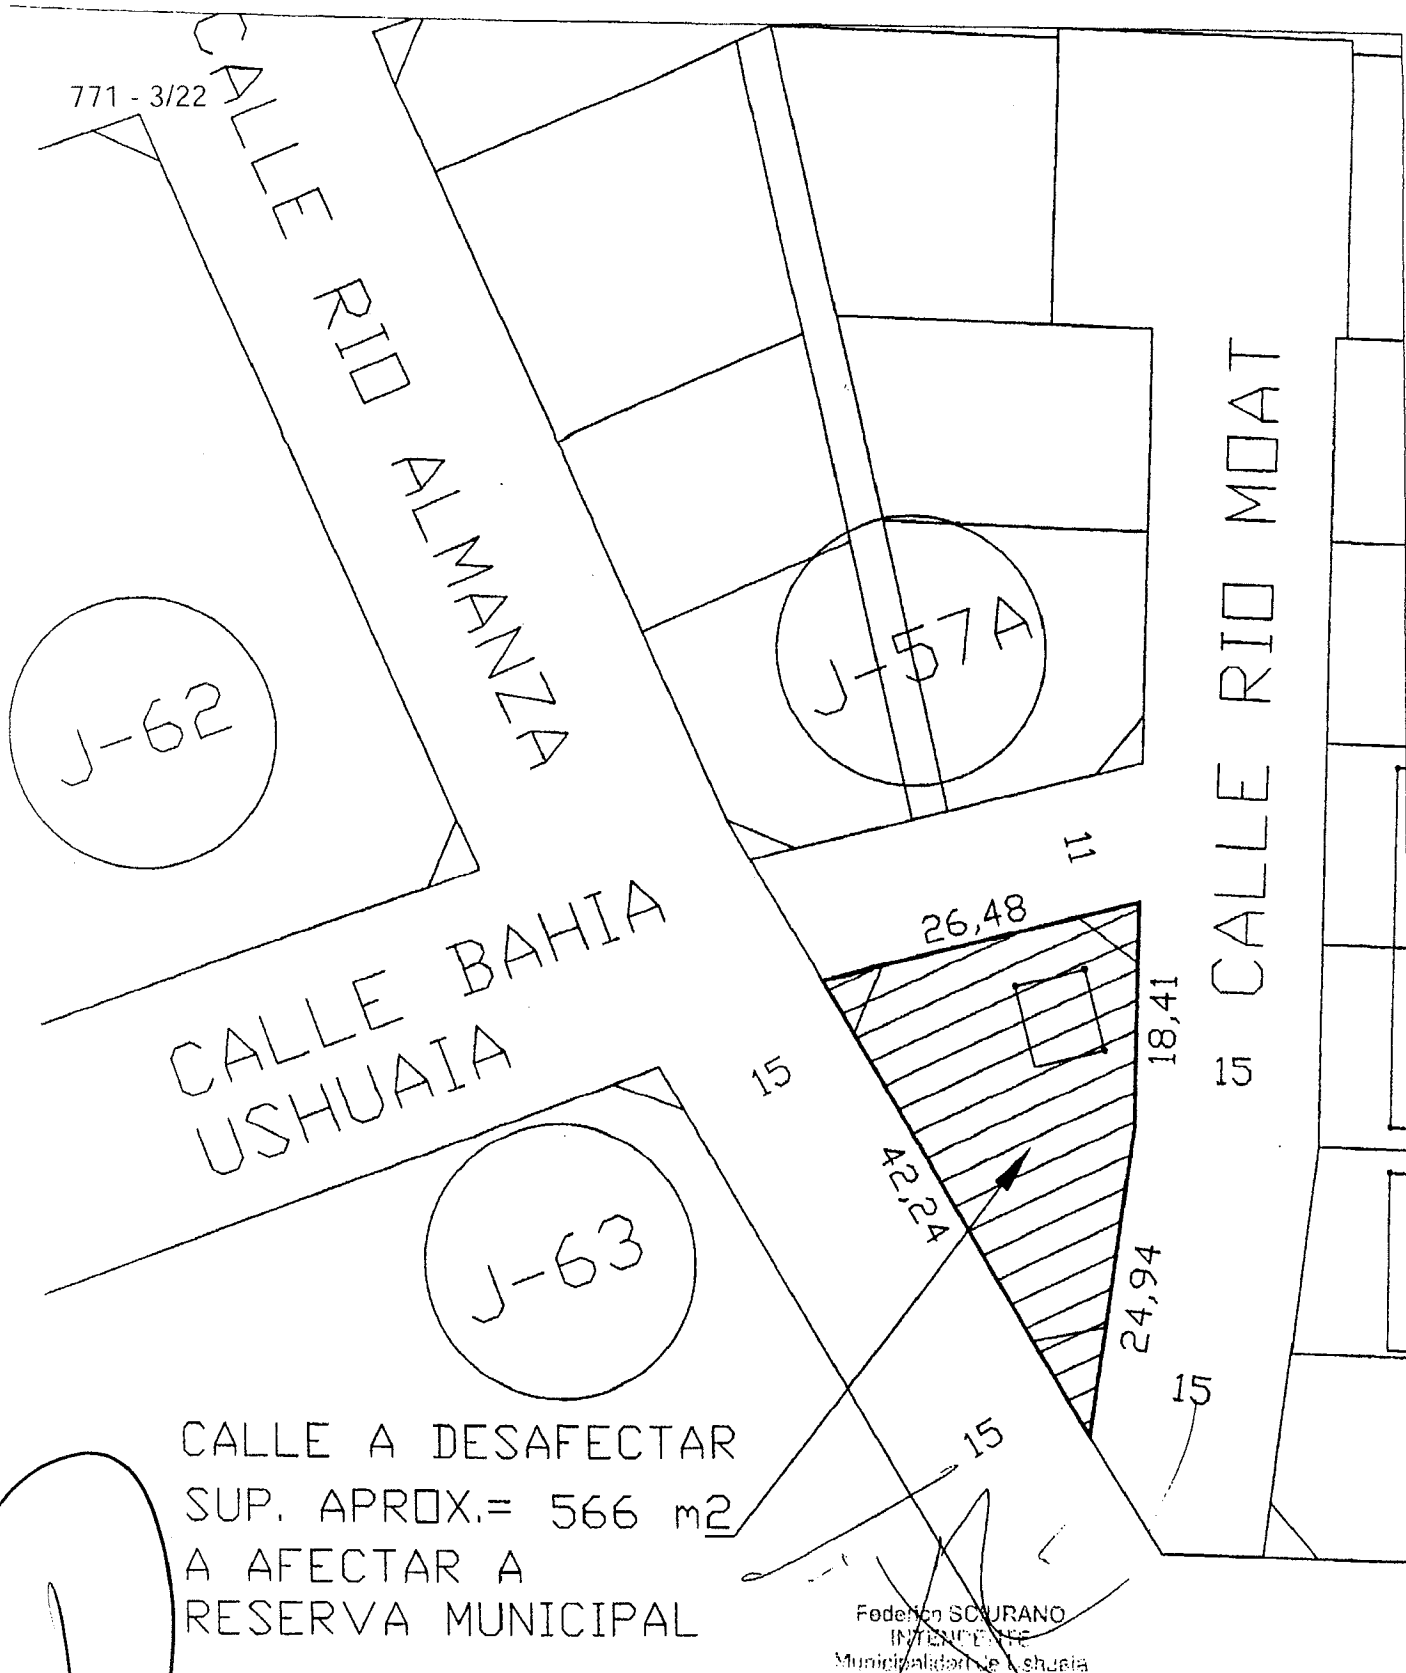 771 - 3/22
CALLE RIO ALMANZA
CALLE RIO MOAT
J-57A
J-62
11
26,48
CALLE BAHIA
USHUAIA
18,41
15
15
42,24
J-63
24,94
15
15
CALLE A DESAFECTAR
SUP. APROX.= 566 m2
A AFECTAR A
RESERVA MUNICIPAL
Federico SCIURANO
INTENDENTE
Municipalidad de Ushuaia